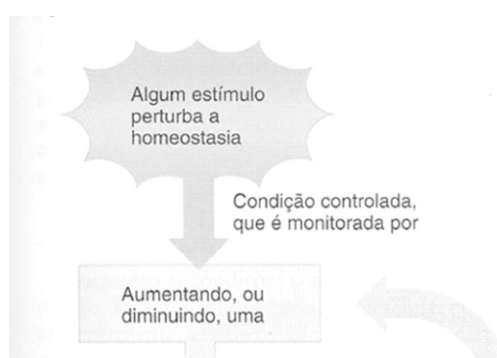 Algum estímulo
perturba a
homeostasia
Condição controlada,
que é monitorada por
Aumentando, ou
diminuindo, uma